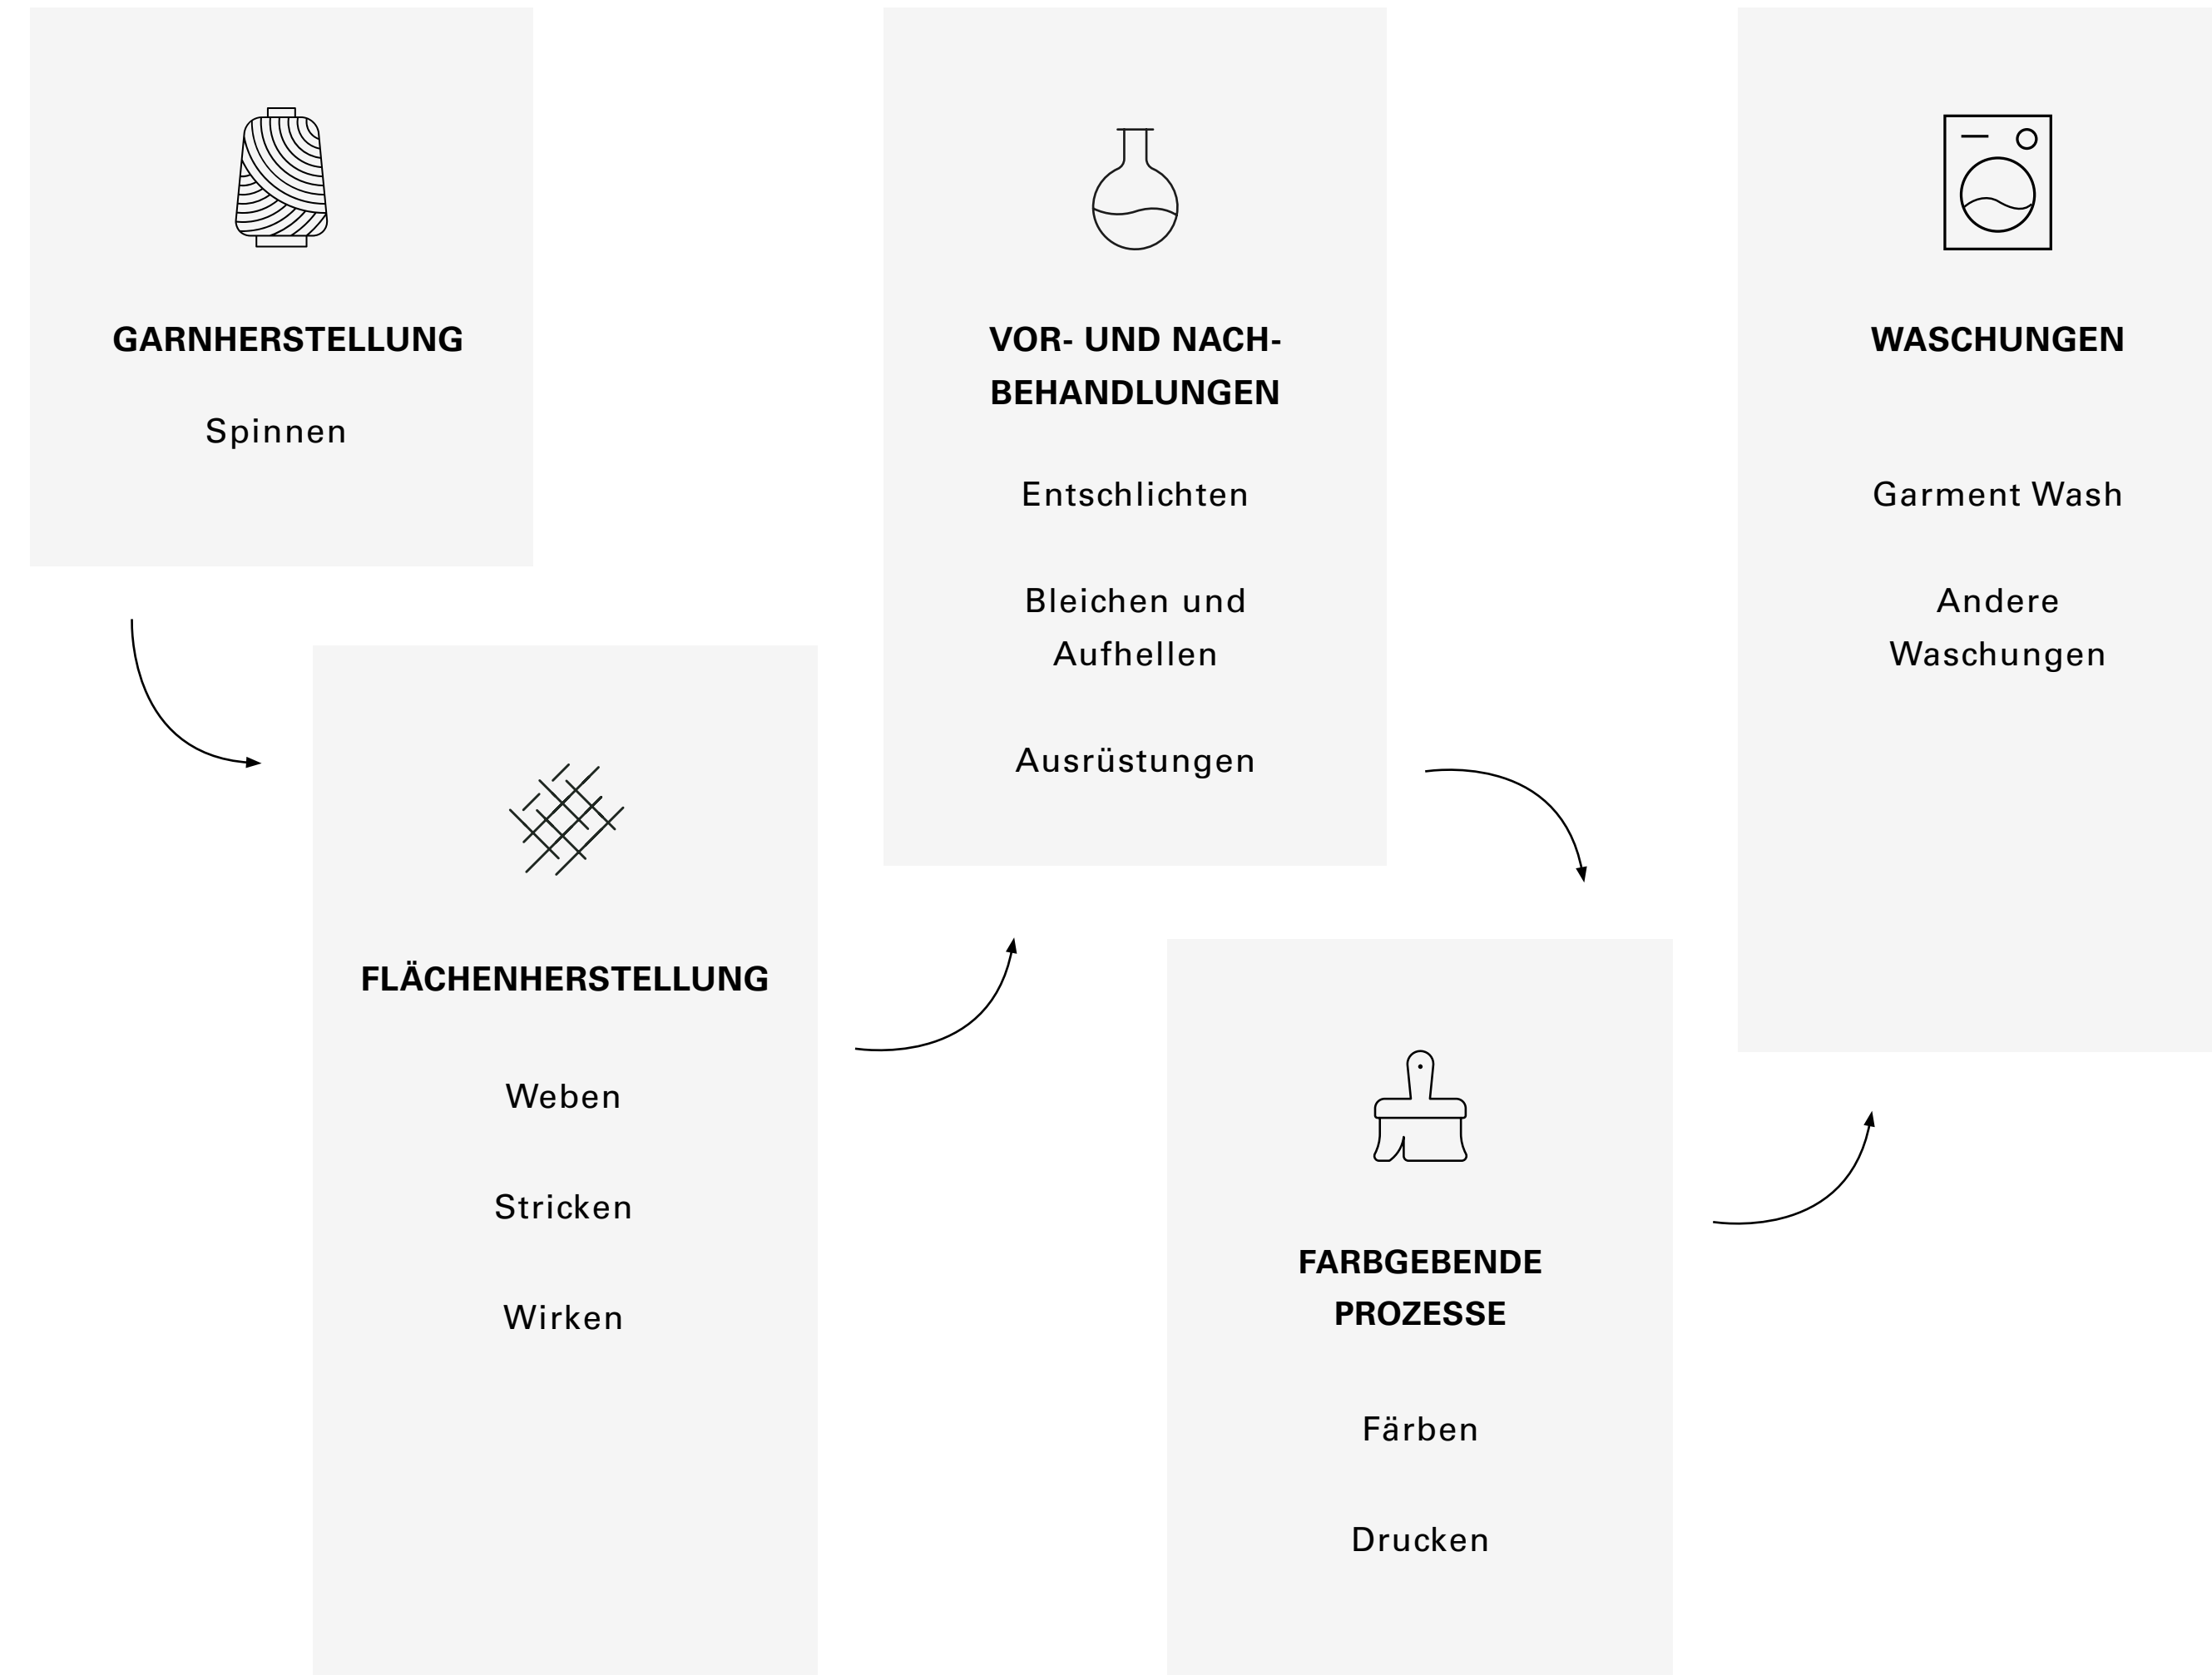 GARNHERSTELLUNG
Spinnen
FLÄCHENHERSTELLUNG
Weben
Stricken
Wirken
VOR- UND NACH-
BEHANDLUNGEN
Entschlichten
Bleichen und
Aufhellen
Ausrüstungen
FARBGEBENDE
PROZESSE
Färben
Drucken
WASCHUNGEN
Garment Wash
Andere
Waschungen